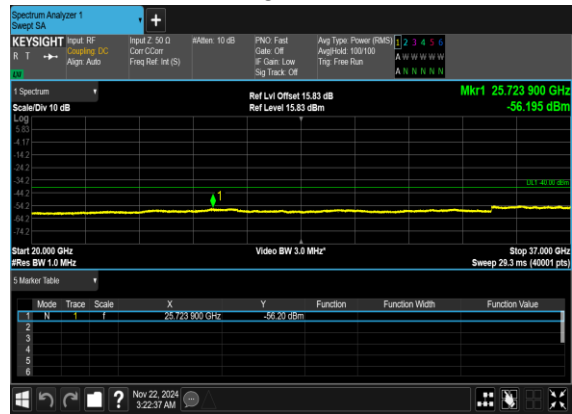 Spectrum Analyzer 1
Swept SA
+
KEYSIGHT Input: RF Input Z: 50 Ω #Atten: 10 dB PNO: Fast Avg Type: Power (RMS) 1 2 3 4 5 6
R T Coupling: DC Corr CCorr Gate: Off Avg|Hold: 100/100 A W W W W W
Align: Auto Freq Ref: Int (S) IF Gain: Low Trig: Free Run
LW Sig Track: Off A N N N N N
1 Spectrum Ref Lvl Offset 15.83 dB Mkr1 25.723 900 GHz
Scale/Div 10 dB Ref Level 15.83 dBm -56.195 dBm
Log
5.83
-4.17
-14.2
-24.2
-34.2
DL1 -40.00 dBm
-44.2
1
-54.2
-64.2
-74.2
Start 20.000 GHz Video BW 3.0 MHz* Stop 37.000 GHz
#Res BW 1.0 MHz Sweep 29.3 ms (40001 pts)
5 Marker Table
Mode Trace Scale X Y Function Function Width Function Value
1 N 1 f 25.723 900 GHz -56.20 dBm
2
3
4
5
6
? Nov 22, 2024
3:22:37 AM